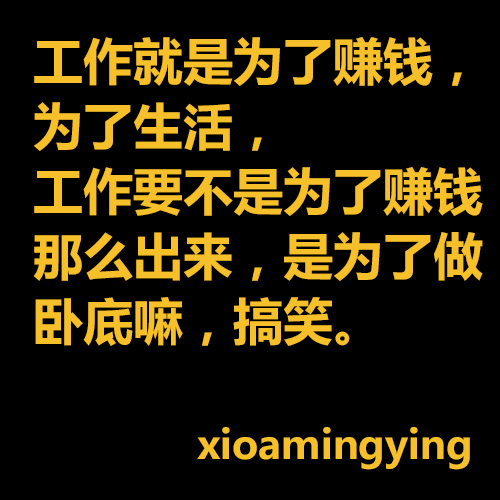 工作就是为了赚钱，
为了生活，
工作要不是为了赚钱
那么出来，是为了做
卧底嘛，搞笑。
xioamingying